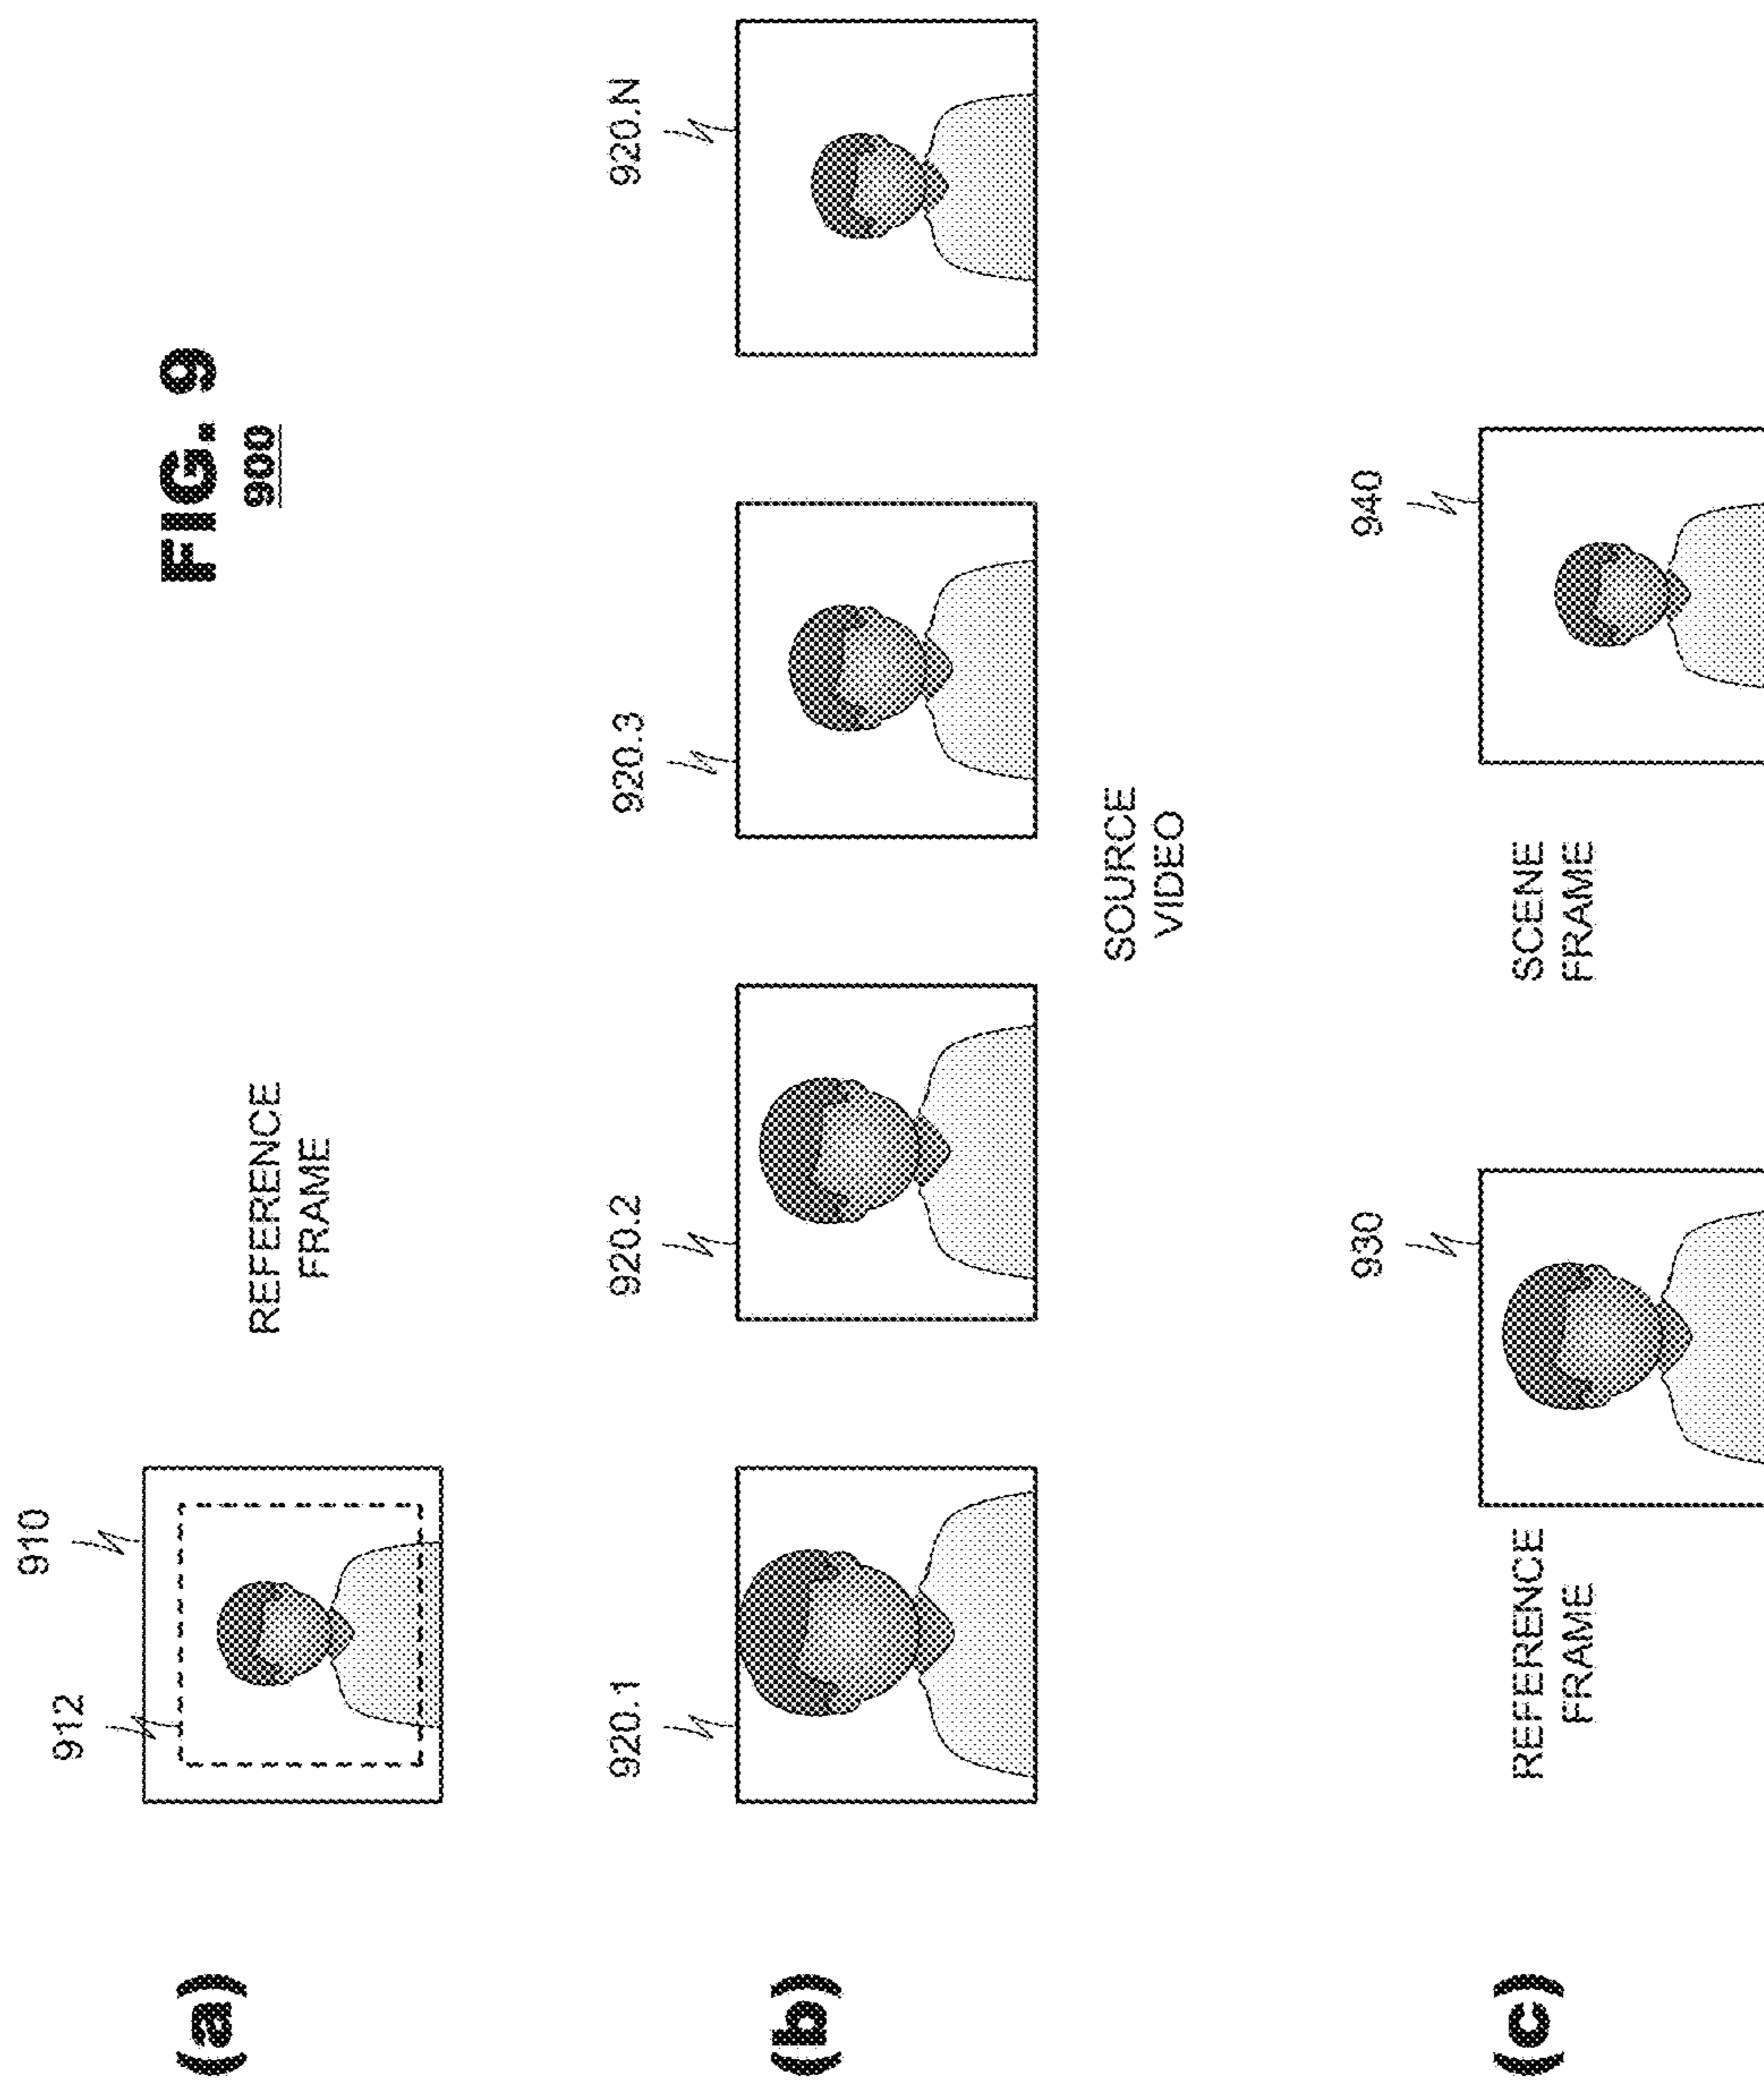 FIG. 9
900
(a)
912
910
REFERENCE
FRAME
(b)
920.1
920.2
920.3
920.N
SOURCE
VIDEO
(c)
REFERENCE
FRAME
930
SCENE
FRAME
940